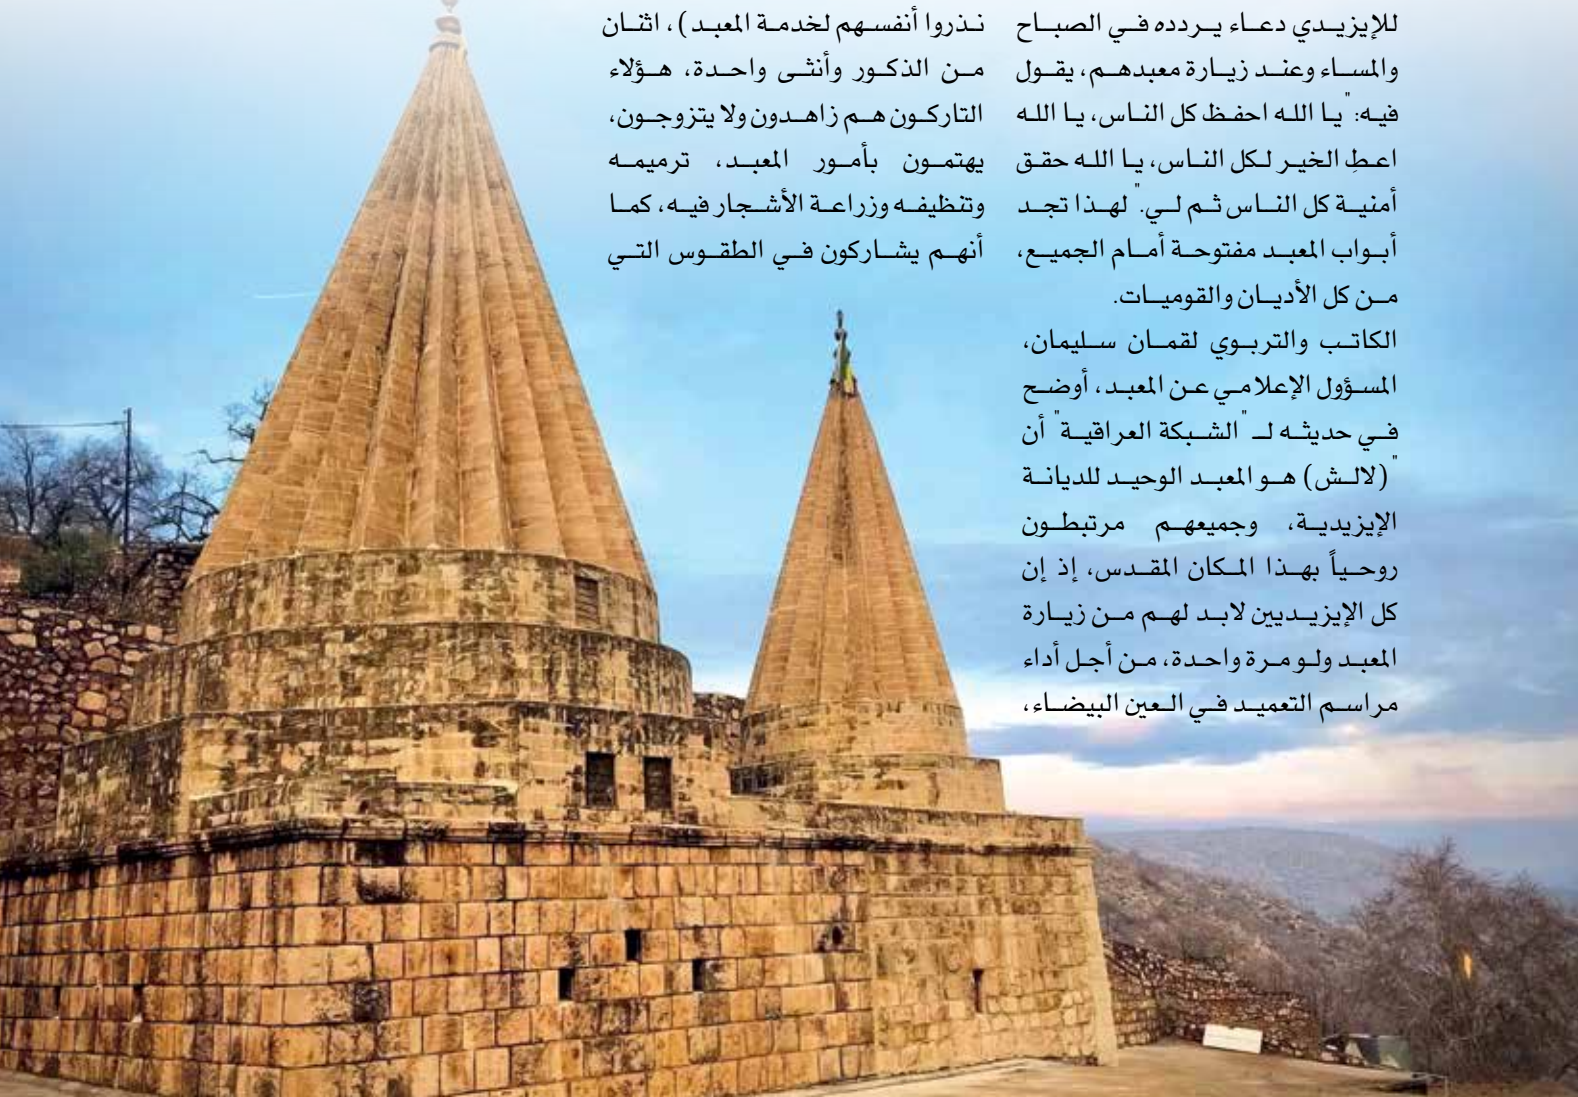 للإيزيدي دعاء يردده في الصباح
والمساء وعند زيارة معبدهم، يقول
فيه: "يا الله احفظ كل الناس، يا الله
اعطِ الخير لكل الناس، يا الله حقق
أمنية كل الناس ثم لي." لهذا تجد
أبواب المعبد مفتوحة أمام الجميع،
من كل الأديان والقوميات.
الكاتب والتربوي لقمان سليمان،
المسؤول الإعلامي عن المعبد، أوضح
في حديثه لـ "الشبكة العراقية" أن
"(لالش) هو المعبد الوحيد للديانة
الإيزيدية، وجميعهم مرتبطون
روحياً بهذا المكان المقدس، إذ إن
كل الإيزيديين لابد لهم من زيارة
المعبد ولو مرة واحدة، من أجل أداء
مراسم التعميد في العين البيضاء،
نذروا أنفسهم لخدمة المعبد)، اثنان
من الذكور وأنثى واحدة، هؤلاء
التاركون هم زاهدون ولا يتزوجون،
يهتمون بأمور المعبد، ترميمه
وتنظيفه وزراعة الأشجار فيه، كما
أنهم يشاركون في الطقوس التي